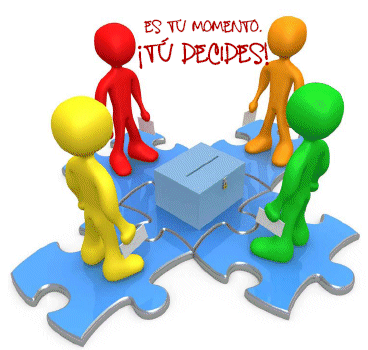 ES TU MOMENTO.
¡TÚ DECIDES!